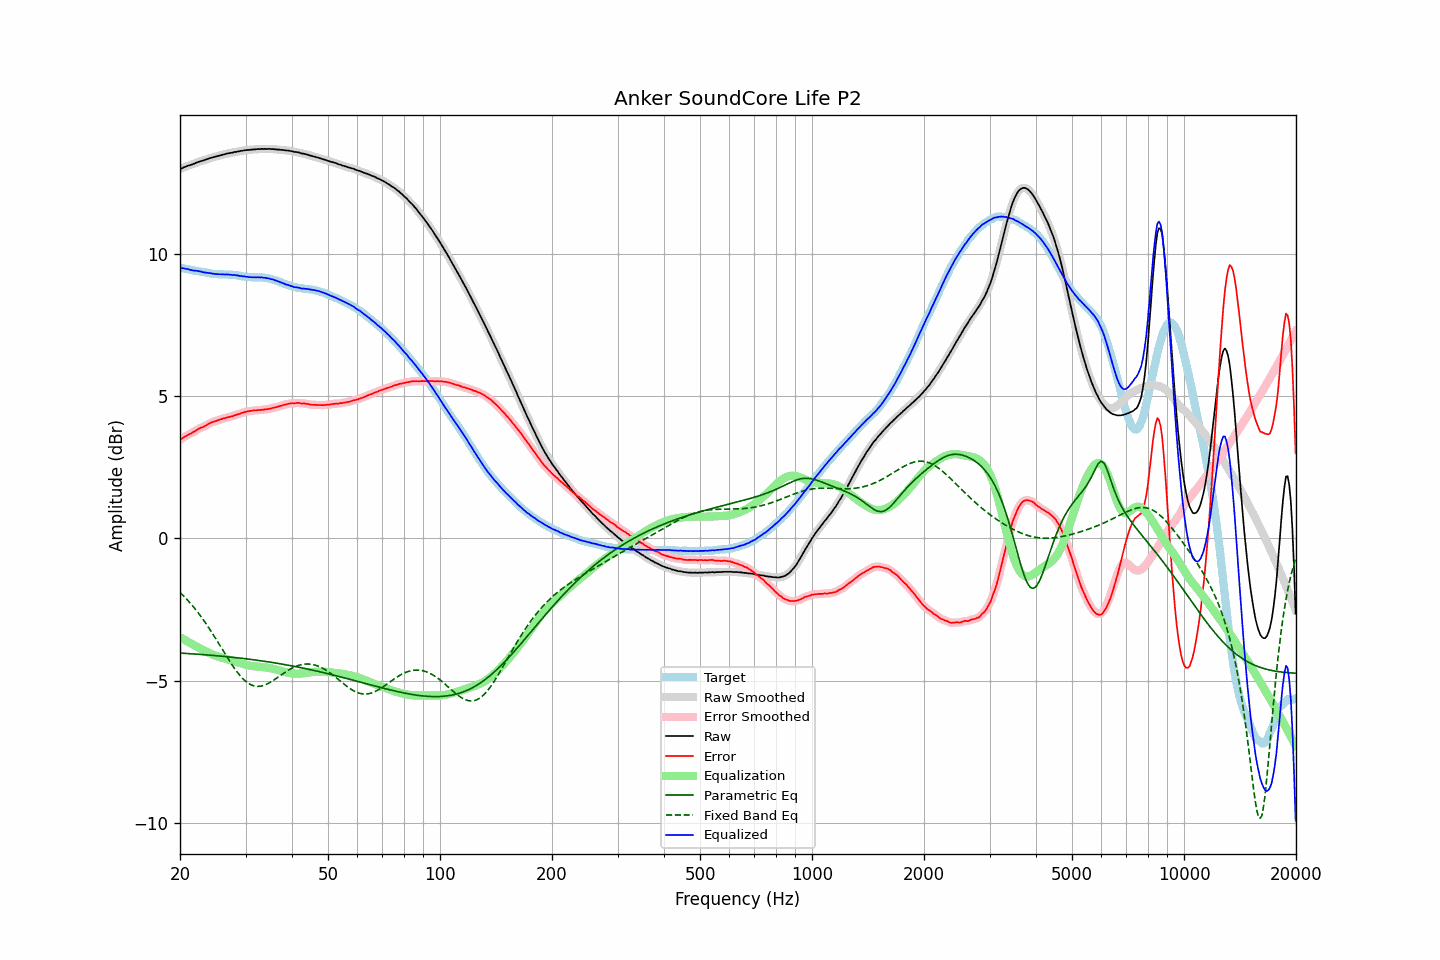 Anker SoundCore Life P2
Amplitude (dBr)
10
5
0
−5
−10
Target
Raw Smoothed
Error Smoothed
Raw
Error
Equalization
Parametric Eq
Fixed Band Eq
Equalized
20
50
100
200
500
1000
2000
5000
10000
20000
Frequency (Hz)